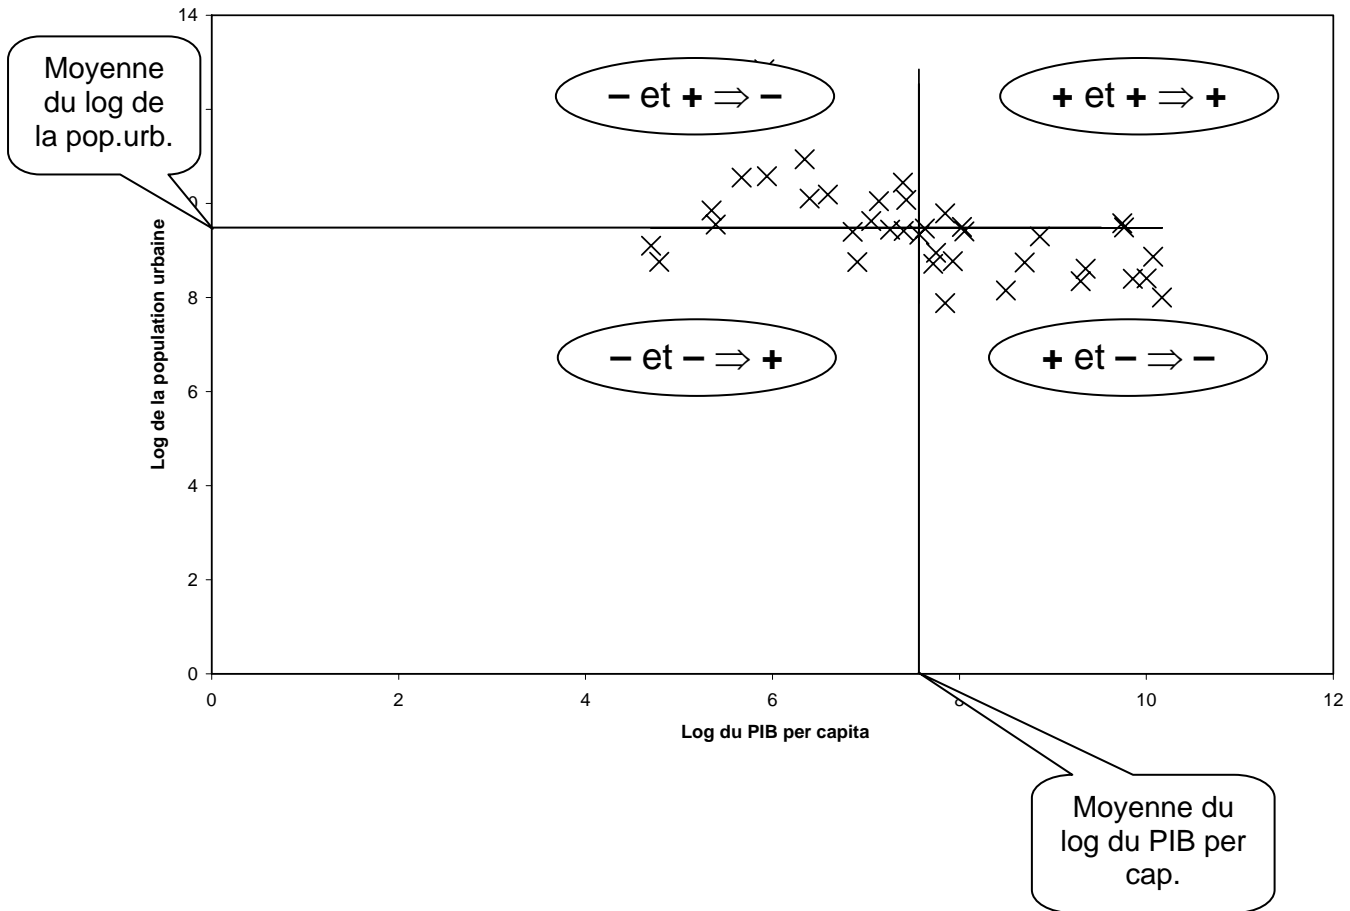 14
Moyenne
du log de
la pop.urb.
− et + ⇒ −
+ et + ⇒ +
Log de la population urbaine
8
− et − ⇒ +
+ et − ⇒ −
6
4
2
0
0
2
4
6
8
10
12
Log du PIB per capita
Moyenne du
log du PIB per
cap.